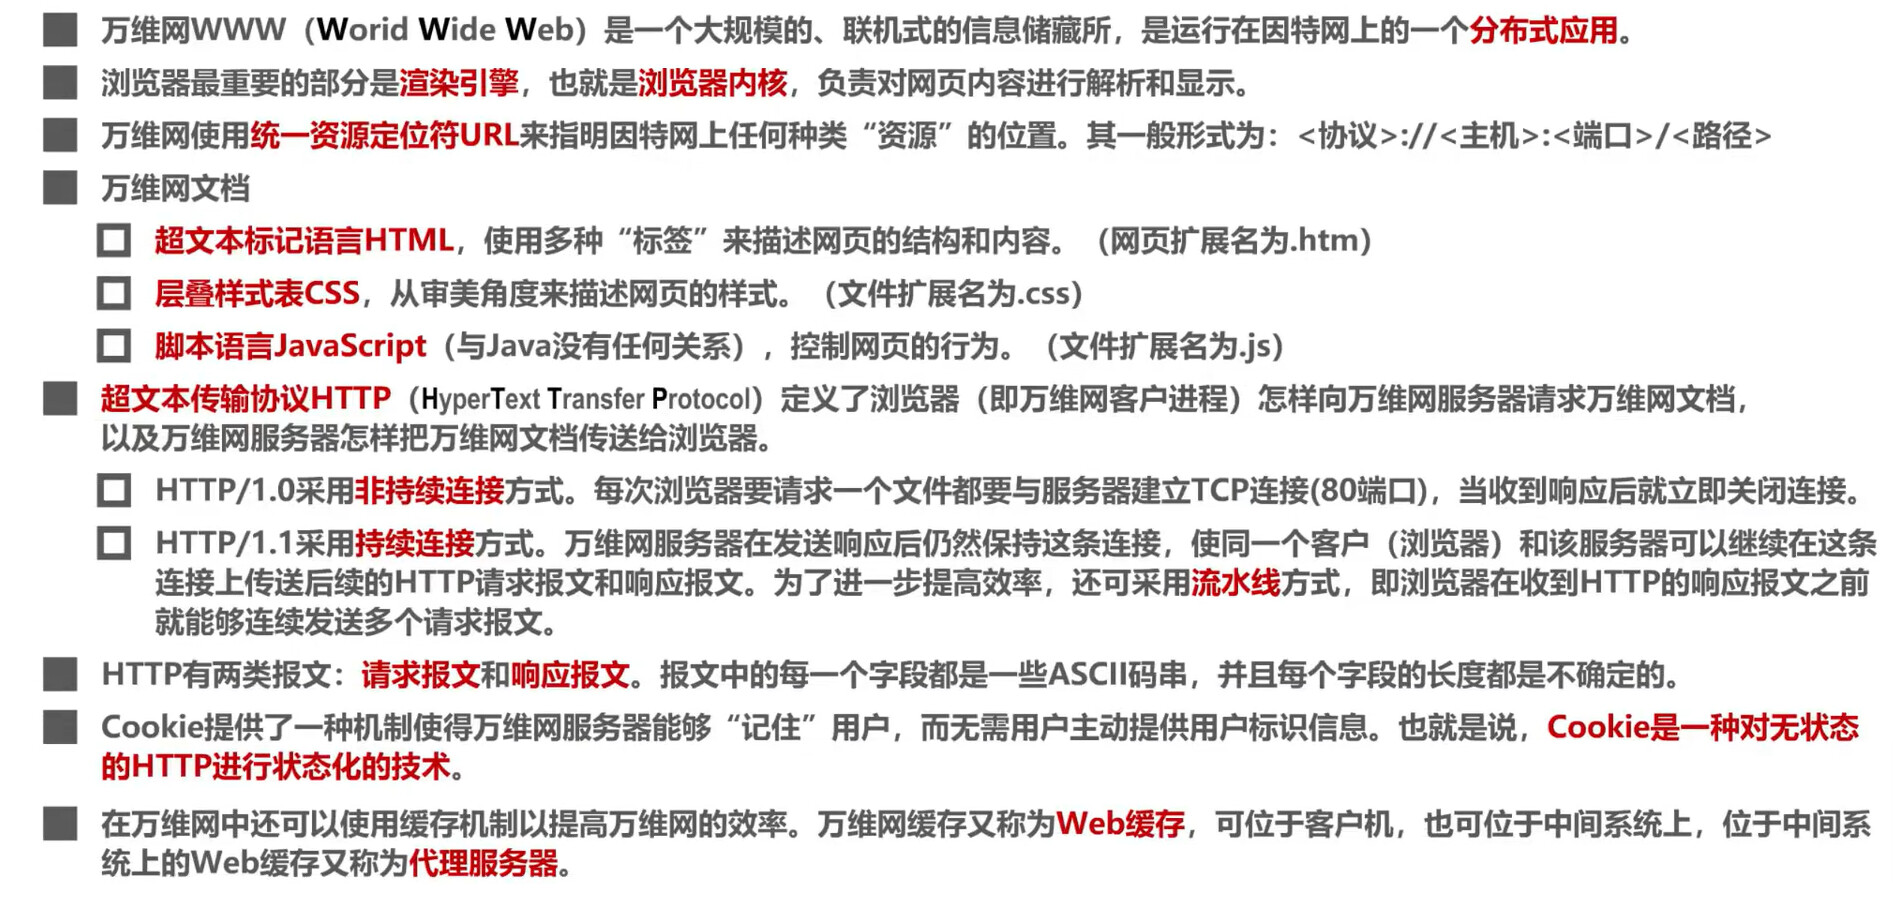 万维网WWW（Worid Wide Web）是一个大规模的、联机式的信息储藏所，是运行在因特网上的一个分布式应用。
浏览器最重要的部分是渲染引擎，也就是浏览器内核，负责对网页内容进行解析和显示。
万维网使用统一资源定位符URL来指明因特网上任何种类“资源”的位置。其一般形式为：<协议>://<主机>:<端口>/<路径>
万维网文档
超文本标记语言HTML，使用多种“标签”来描述网页的结构和内容。（网页扩展名为.htm）
层叠样式表CSS，从审美角度来描述网页的样式。（文件扩展名为.css）
脚本语言JavaScript（与Java没有任何关系），控制网页的行为。（文件扩展名为.js）
超文本传输协议HTTP（HyperText Transfer Protocol）定义了浏览器（即万维网客户进程）怎样向万维网服务器请求万维网文档，
以及万维网服务器怎样把万维网文档传送给浏览器。
HTTP/1.0采用非持续连接方式。每次浏览器要请求一个文件都要与服务器建立TCP连接(80端口)，当收到响应后就立即关闭连接。
HTTP/1.1采用持续连接方式。万维网服务器在发送响应后仍然保持这条连接，使同一个客户（浏览器）和该服务器可以继续在这条
连接上传送后续的HTTP请求报文和响应报文。为了进一步提高效率，还可采用流水线方式，即浏览器在收到HTTP的响应报文之前
就能够连续发送多个请求报文。
HTTP有两类报文：请求报文和响应报文。报文中的每一个字段都是一些ASCII码串，并且每个字段的长度都是不确定的。
Cookie提供了一种机制使得万维网服务器能够“记住”用户，而无需用户主动提供用户标识信息。也就是说，Cookie是一种对无状态
的HTTP进行状态化的技术。
在万维网中还可以使用缓存机制以提高万维网的效率。万维网缓存又称为Web缓存，可位于客户机，也可位于中间系统上，位于中间系
统上的Web缓存又称为代理服务器。